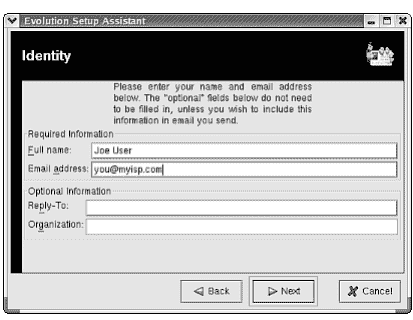 Evolution Setup Assistant
Identity
Please enter your name and email address
below. The "optional" fields below do not need
to be filled in, unless you wish to include this
information in email you send.
Required Information
Full name: Joe User
Email address: you@myisp.com
Optional Information
Reply-To:
Organization:
Back Next Cancel